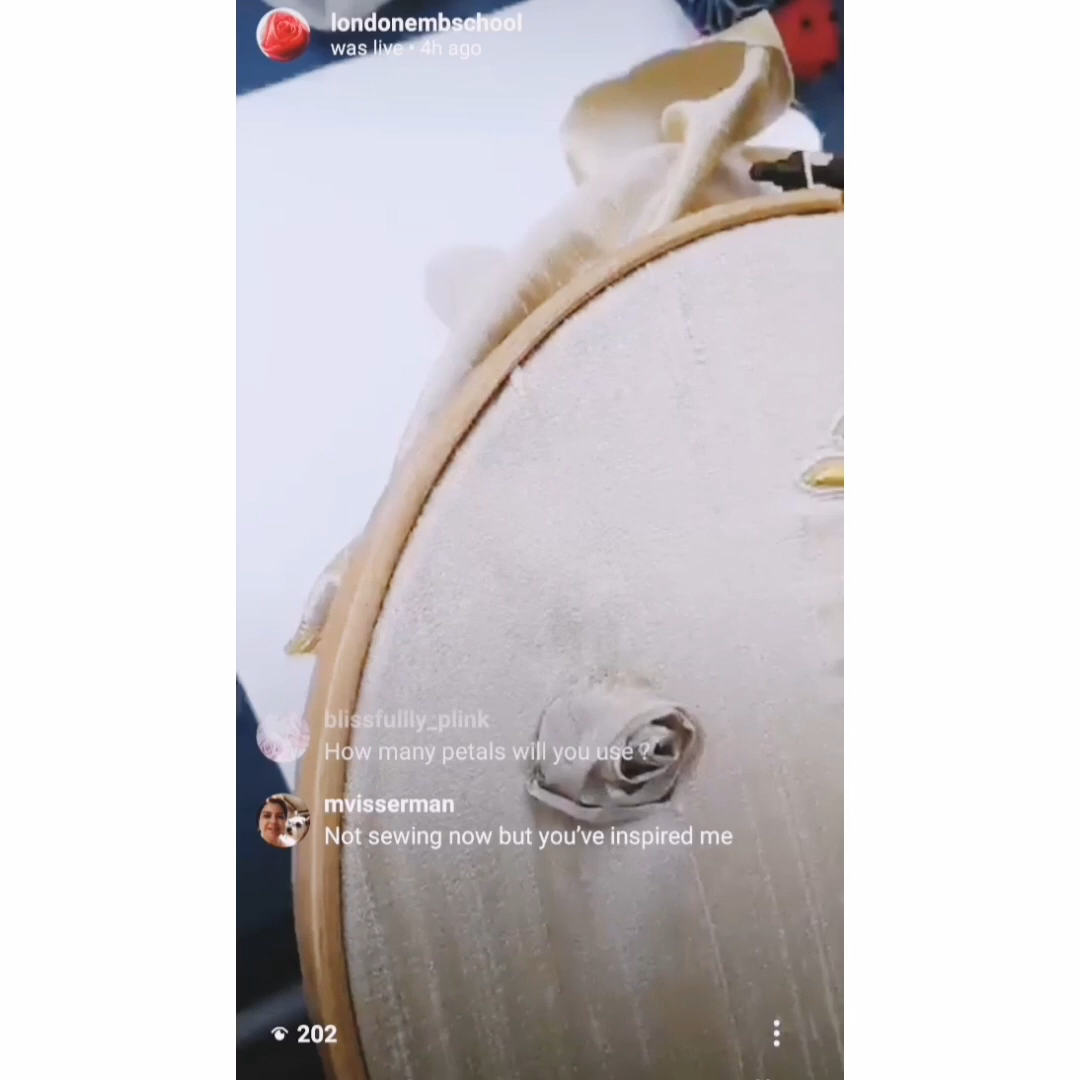 londonembschool
was live • 4h ago
blissfullly_plink
How many petals will you use ?
mvisserman
Not sewing now but you’ve inspired me
202